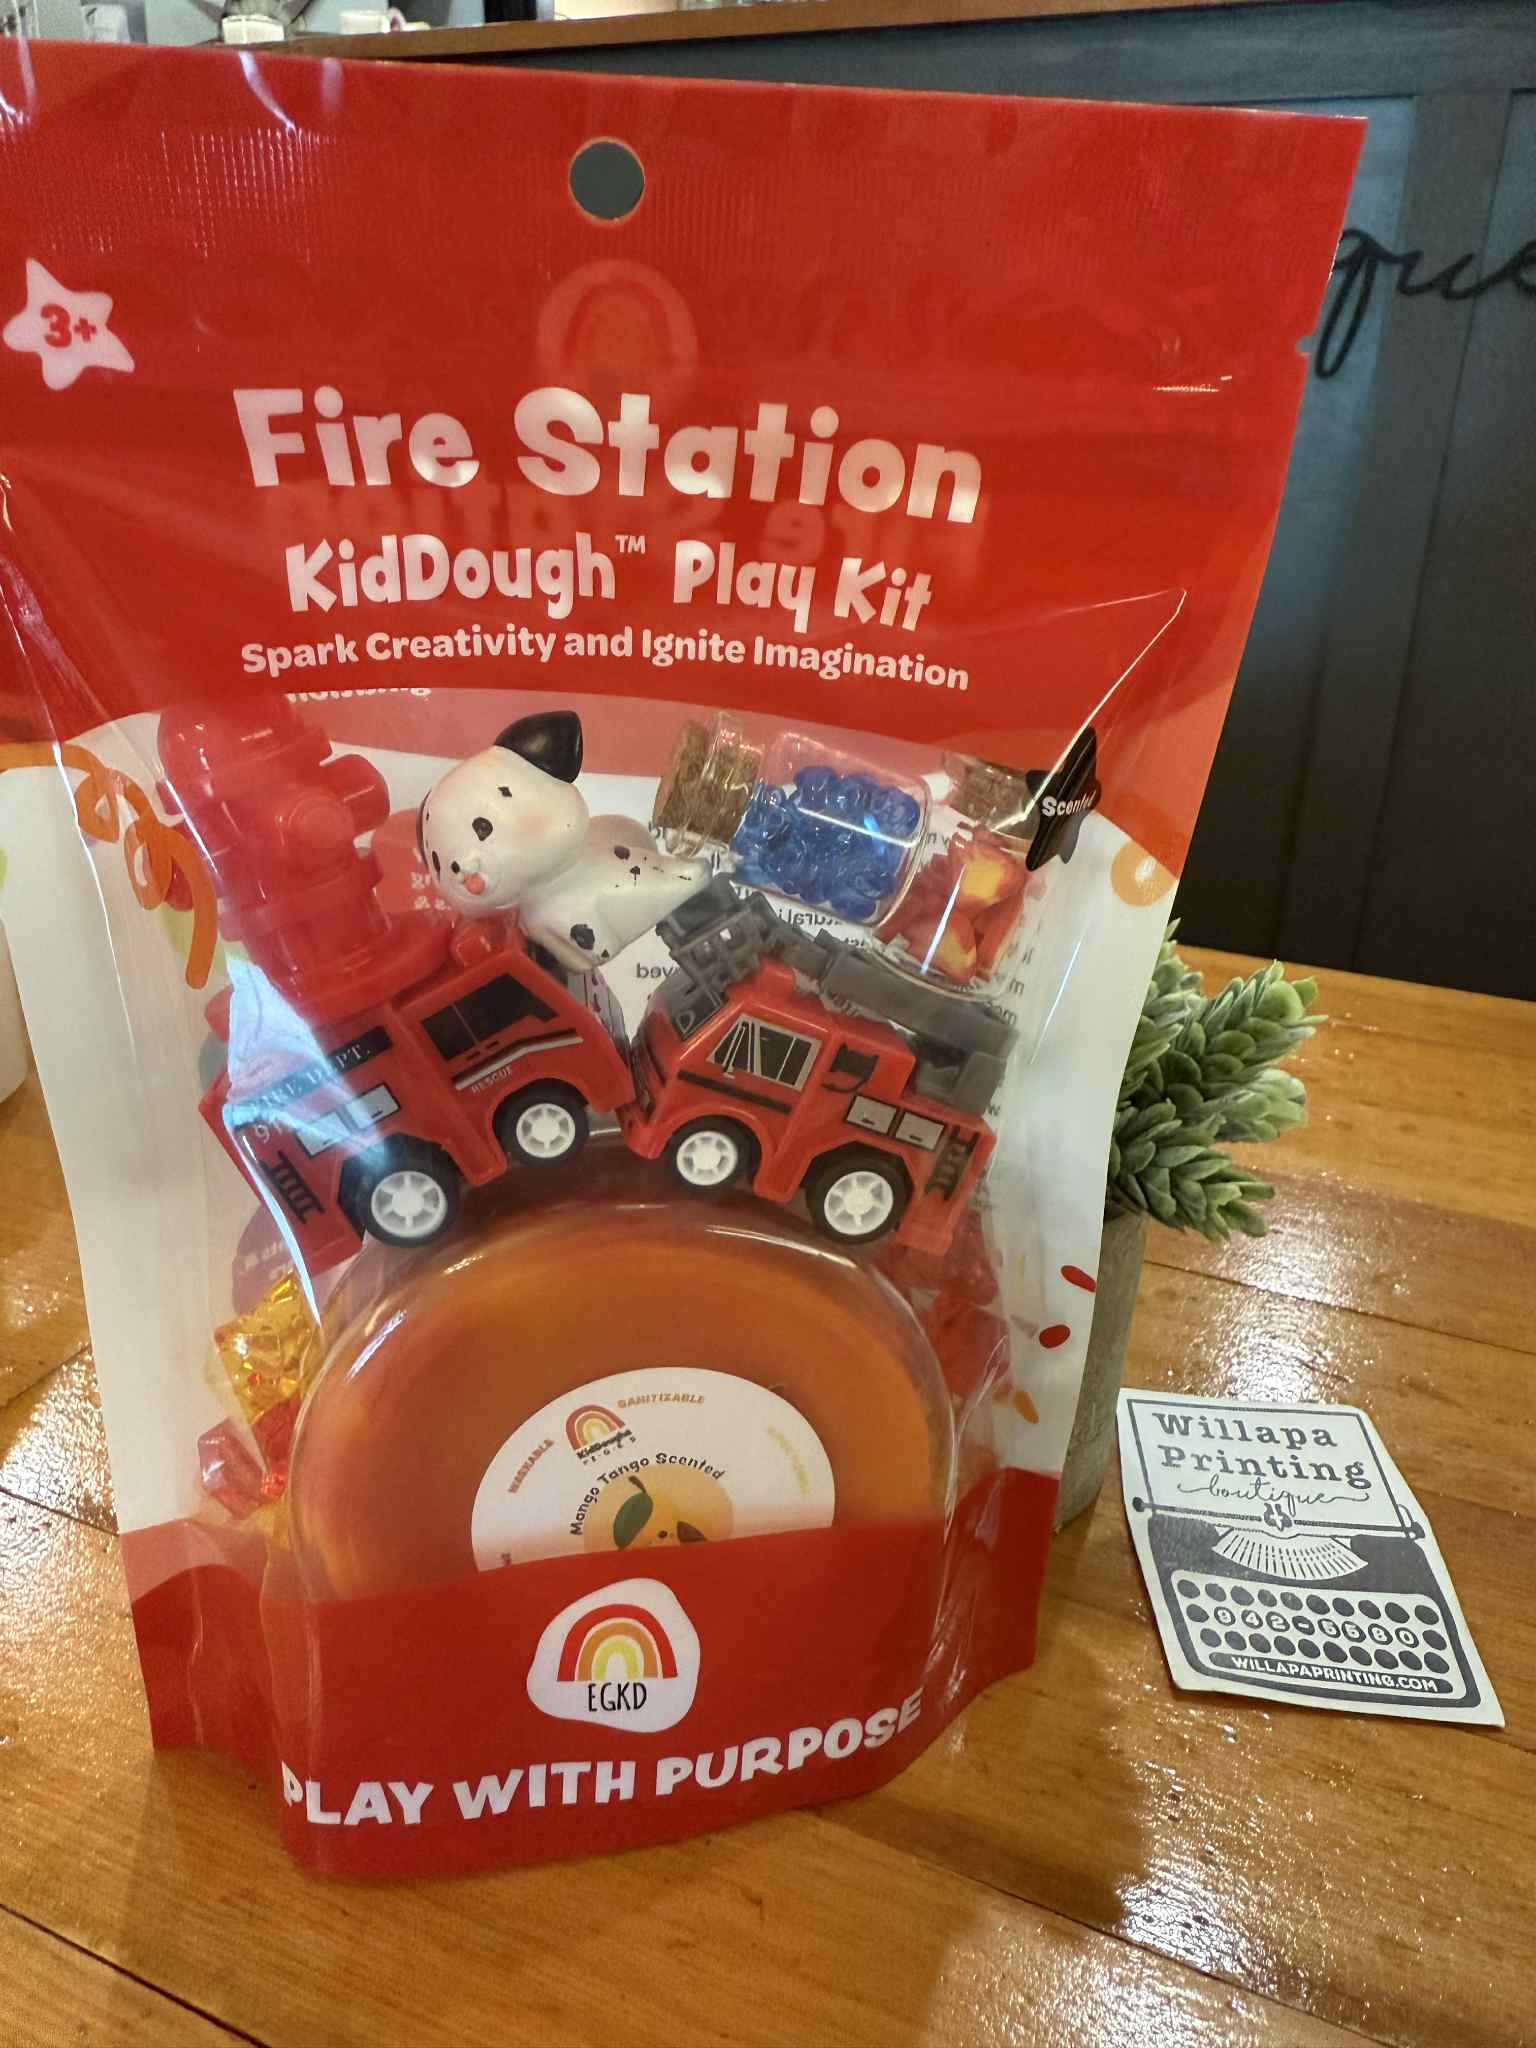 3+
Fire Station
KidDough™ Play Kit
Spark Creativity and Ignite Imagination
Scented
FIRE DEPT.
RESCUE
WASHABLE
SANITIZABLE
KidDoughs
Mango Tango Scented
EGKD
PLAY WITH PURPOSE
Willapa
Printing
boutique
942-5580
WILLAPAPRINTING.COM